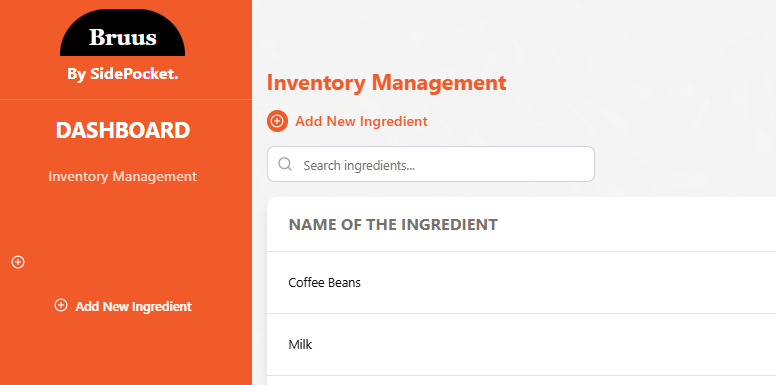 Bruus
By SidePocket.
DASHBOARD
Inventory Management
Add New Ingredient
Inventory Management
Add New Ingredient
Search ingredients...
NAME OF THE INGREDIENT
Coffee Beans
Milk